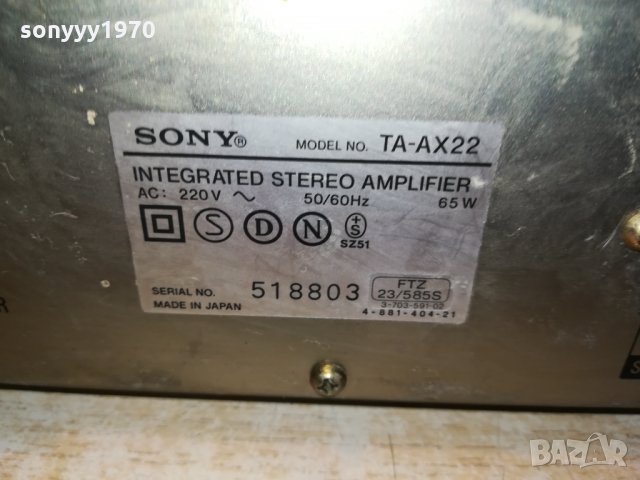 sonyyy1970
SONY® MODEL NO. TA-AX22
INTEGRATED STEREO AMPLIFIER
AC: 220V ~ 50/60Hz 65W
S D N S
SZ51
SERIAL NO. 518803 FTZ
23/585S
MADE IN JAPAN 3-703-591-02
4-881-404-21
R
S
BAZAR
bg